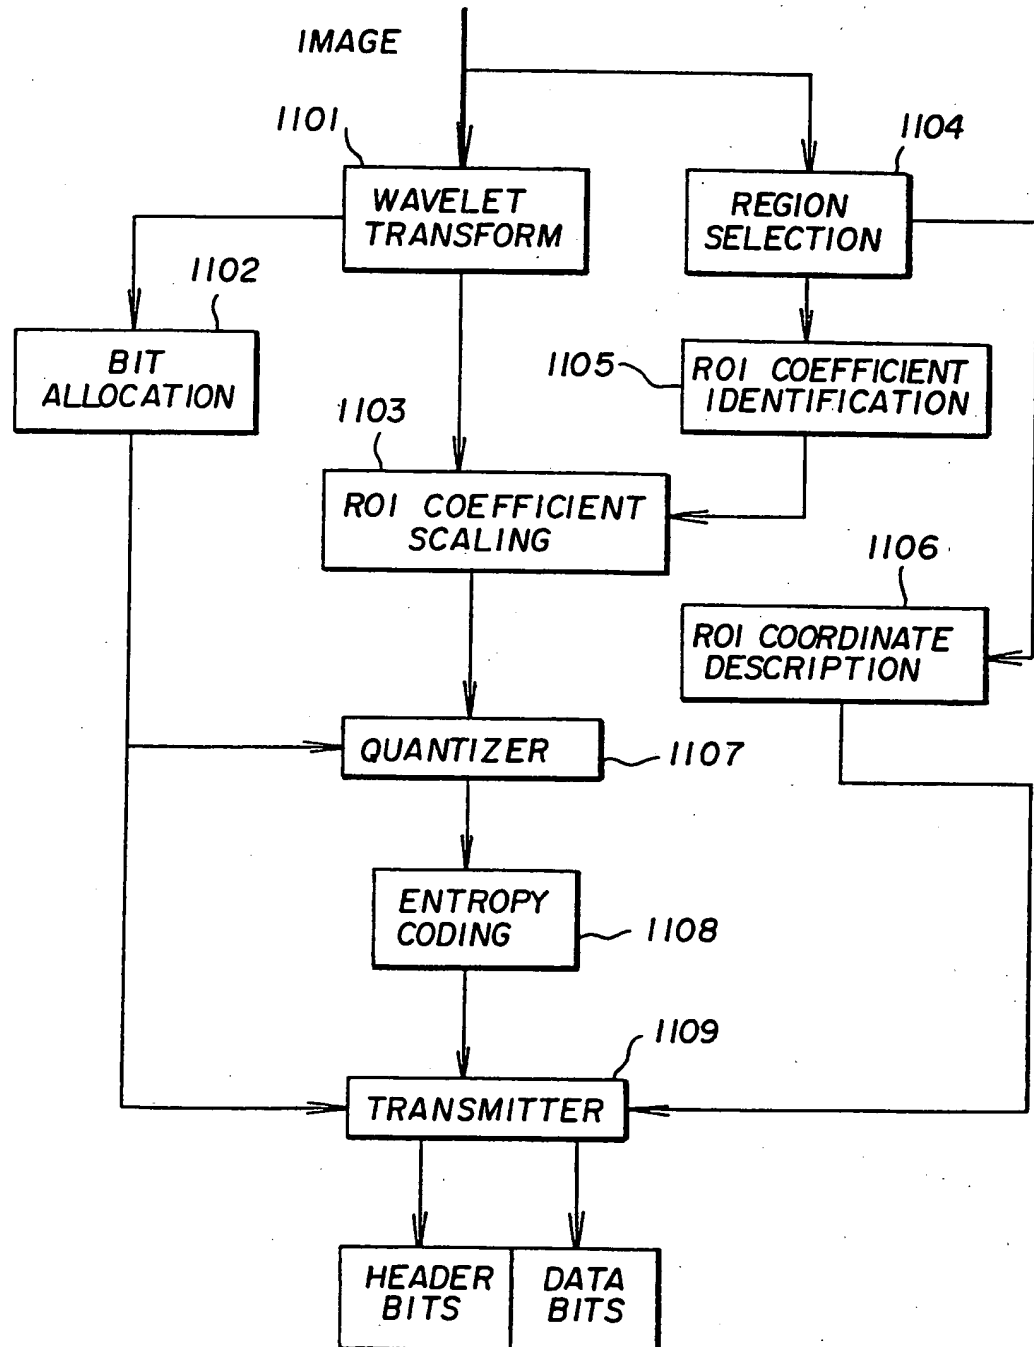 IMAGE
1101
WAVELET
TRANSFORM
1104
REGION
SELECTION
1102
BIT
ALLOCATION
1105
ROI COEFFICIENT
IDENTIFICATION
1103
ROI COEFFICIENT
SCALING
1106
ROI COORDINATE
DESCRIPTION
QUANTIZER
1107
ENTROPY
CODING
1108
1109
TRANSMITTER
HEADER
BITS
DATA
BITS